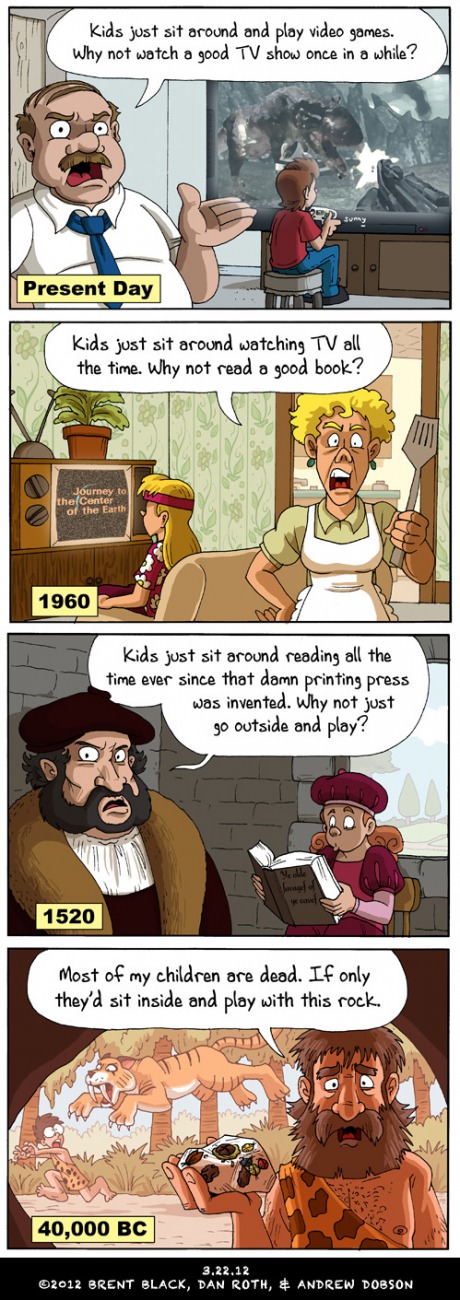 Kids just sit around and play video games.
Why not watch a good TV show once in a while?
sunny
Present Day
Kids just sit around watching TV all
the time. Why not read a good book?
Journey to
the Center
of the Earth
1960
Kids just sit around reading all the
time ever since that damn printing press
was invented. Why not just
go outside and play?
Ye olde
of
ye cave
1520
Most of my children are dead. If only
they'd sit inside and play with this rock.
40,000 BC
3.22.12
©2012 BRENT BLACK, DAN ROTH, & ANDREW DOBSON